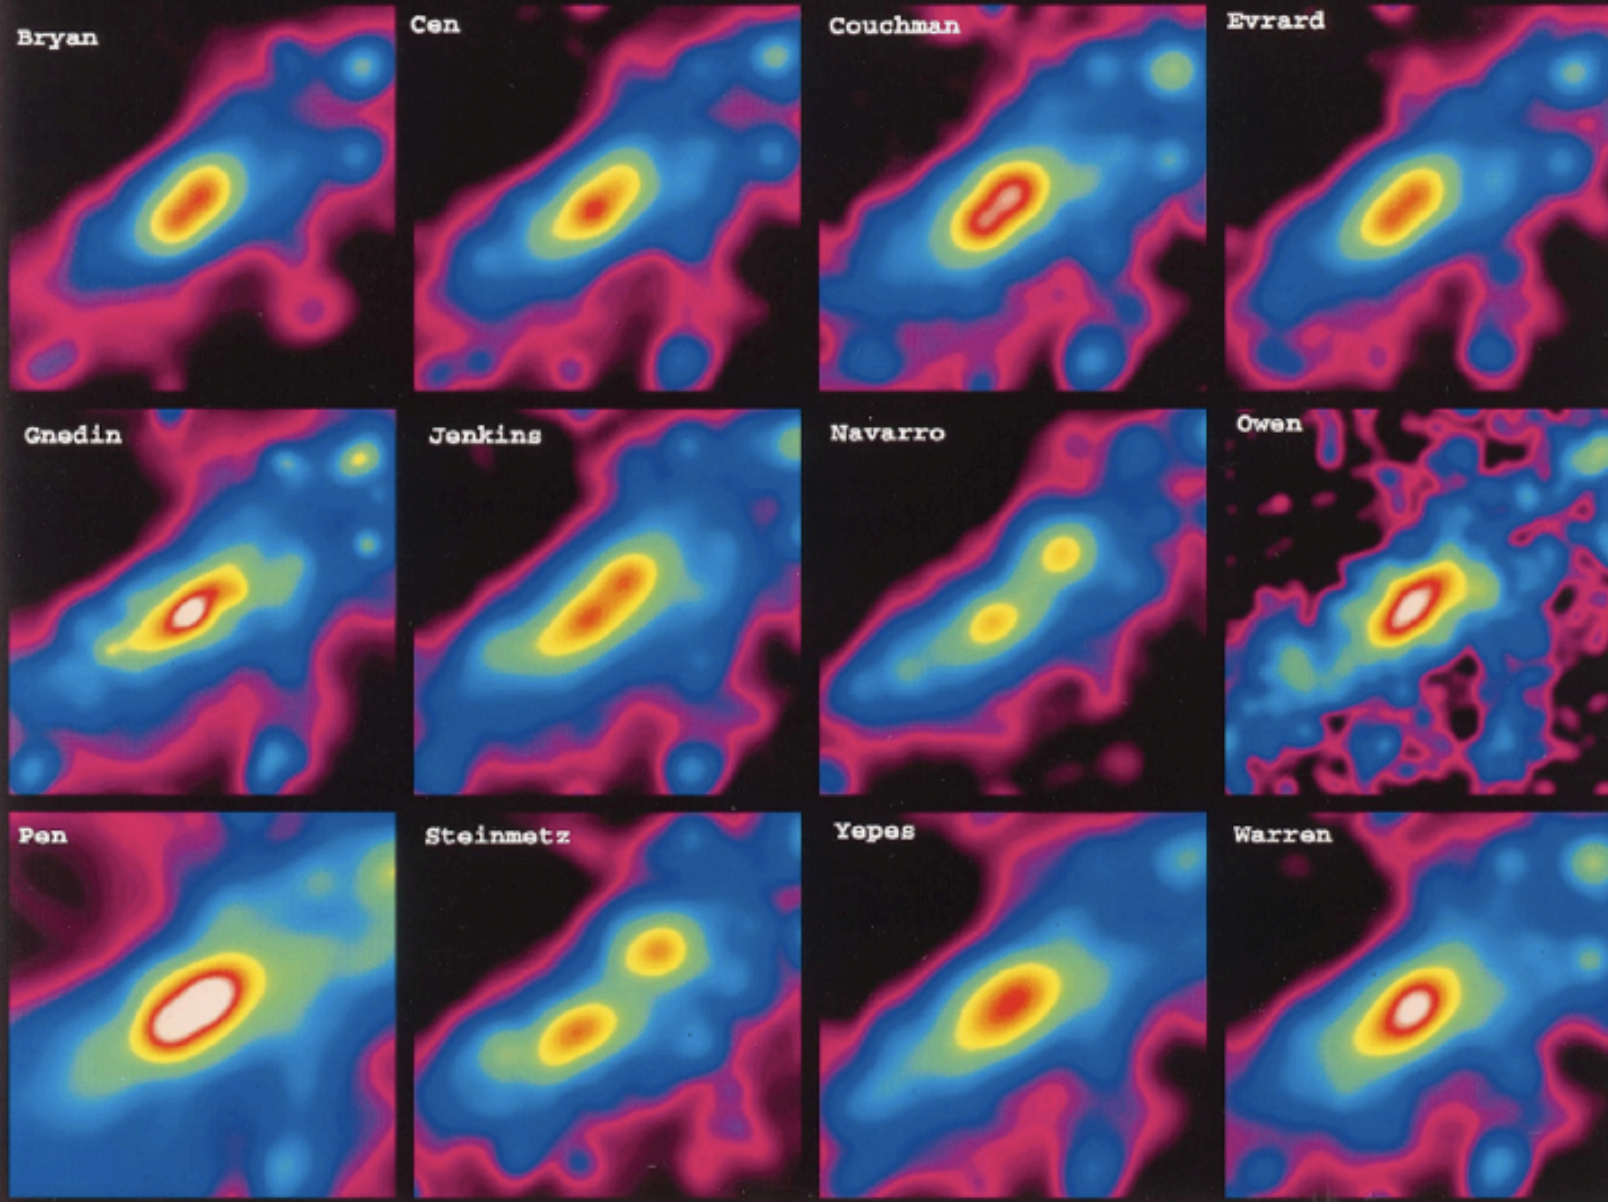 Bryan
Cen
Couchman
Evrard
Gnedin
Jenkins
Navarro
Owen
Pen
Steinmetz
Yepes
Warren